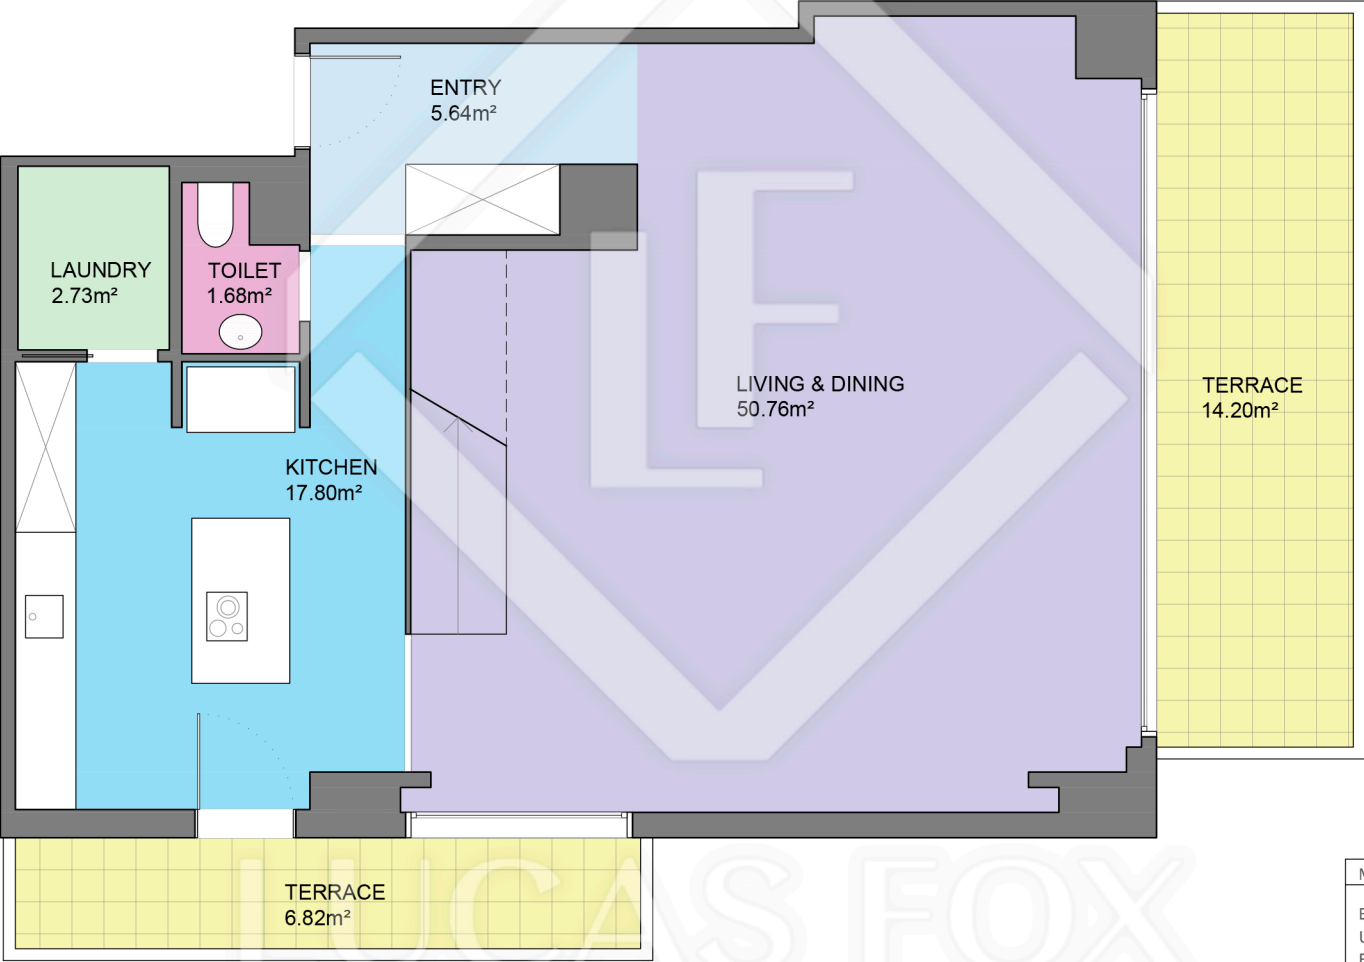 ENTRY
5.64m²
LAUNDRY
2.73m²
TOILET
1.68m²
LIVING & DINING
50.76m²
TERRACE
14.20m²
KITCHEN
17.80m²
TERRACE
6.82m²
LF
LUCAS FOX